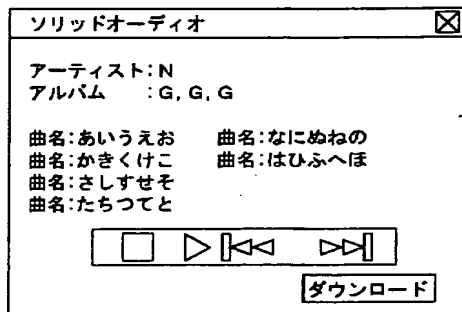 ソリッドオーディオ
アーティスト:N
アルバム :G, G, G
曲名:あいうえお 曲名:なにぬねの
曲名:かきくけこ 曲名:はひふへほ
曲名:さしすせそ
曲名:たちつてと
ダウンロード